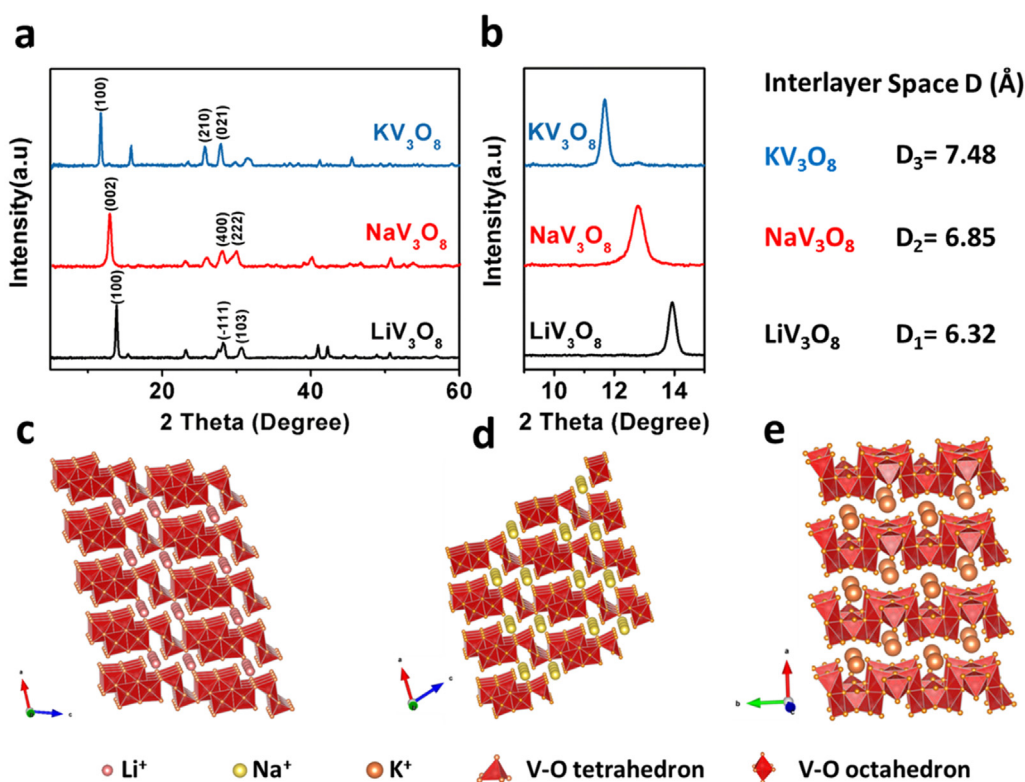 a
b
Interlayer Space D (Å)
Intensity(a.u)
(100)
(210)
(021)
KV₃O₈
(002)
(400)
(222)
NaV₃O₈
(100)
(-111)
(103)
LiV₃O₈
20
40
60
2 Theta (Degree)
Intensity(a.u)
KV₃O₈
NaV₃O₈
LiV₃O₈
10
12
14
2 Theta (Degree)
KV₃O₈ D₃= 7.48
NaV₃O₈ D₂= 6.85
LiV₃O₈ D₁= 6.32
c
d
e
a
c
a
c
a
b
c
Li⁺
Na⁺
K⁺
V-O tetrahedron
V-O octahedron